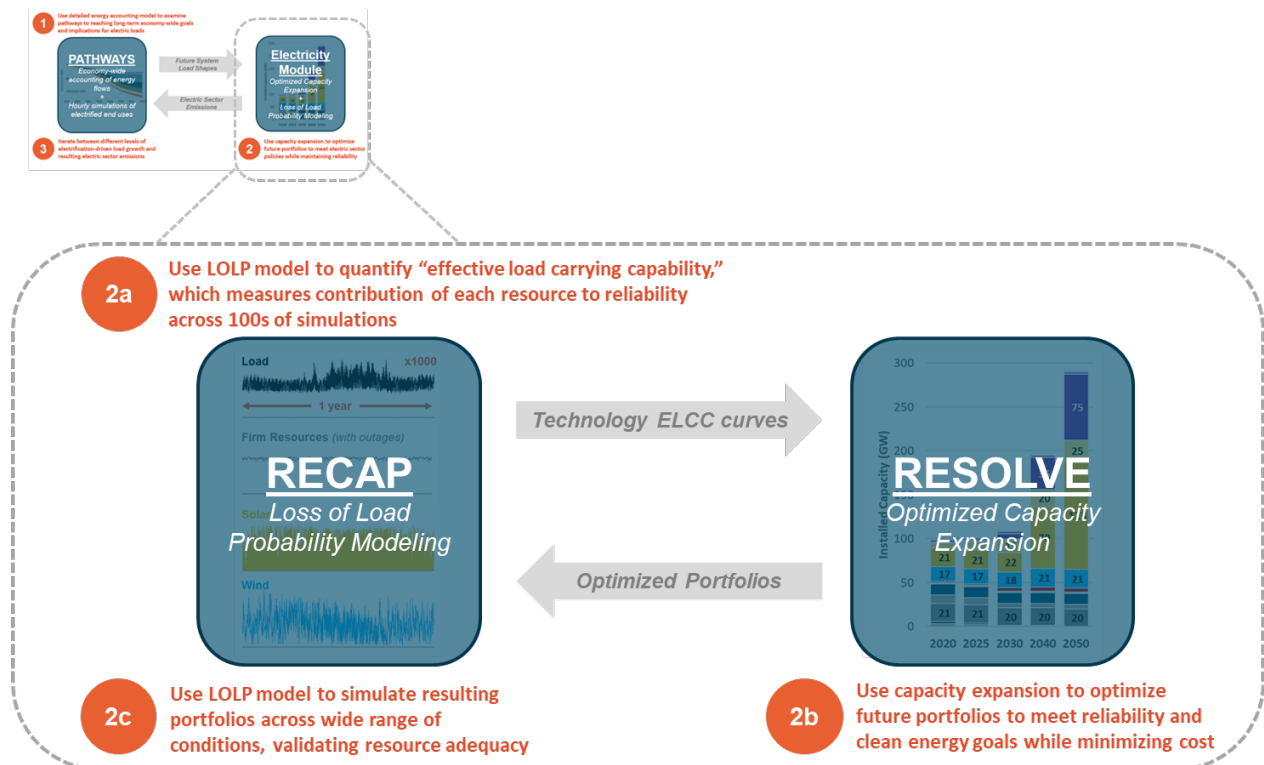 1
Use detailed energy accounting model to examine
pathways to reaching long-term economy-wide goals
and implications for electric loads
PATHWAYS
Economy-wide
accounting of energy
flows
+
Hourly simulations of
electrified end uses
Future System
Load Shapes
Electric Sector
Emissions
Electricity
Module
Optimized Capacity
Expansion
+
Loss of Load
Probability Modeling
3
Iterate between different levels of
electrification-driven load growth and
resulting electric sector emissions
2
Use capacity expansion to optimize
future portfolios to meet electric sector
policies while maintaining reliability
2a
Use LOLP model to quantify “effective load carrying capability,”
which measures contribution of each resource to reliability
across 100s of simulations
Load x1000
1 year
Firm Resources (with outages)
RECAP
Loss of Load
Probability Modeling
Solar
Wind
Technology ELCC curves
Optimized Portfolios
RESOLVE
Optimized Capacity
Expansion
Installed Capacity (GW)
300
250
200
100
50
0
75
25
20
21 21 22
17 17 18 21 21
21 20 20 20
2020 2025 2030 2040 2050
2c
Use LOLP model to simulate resulting
portfolios across wide range of
conditions, validating resource adequacy
2b
Use capacity expansion to optimize
future portfolios to meet reliability and
clean energy goals while minimizing cost